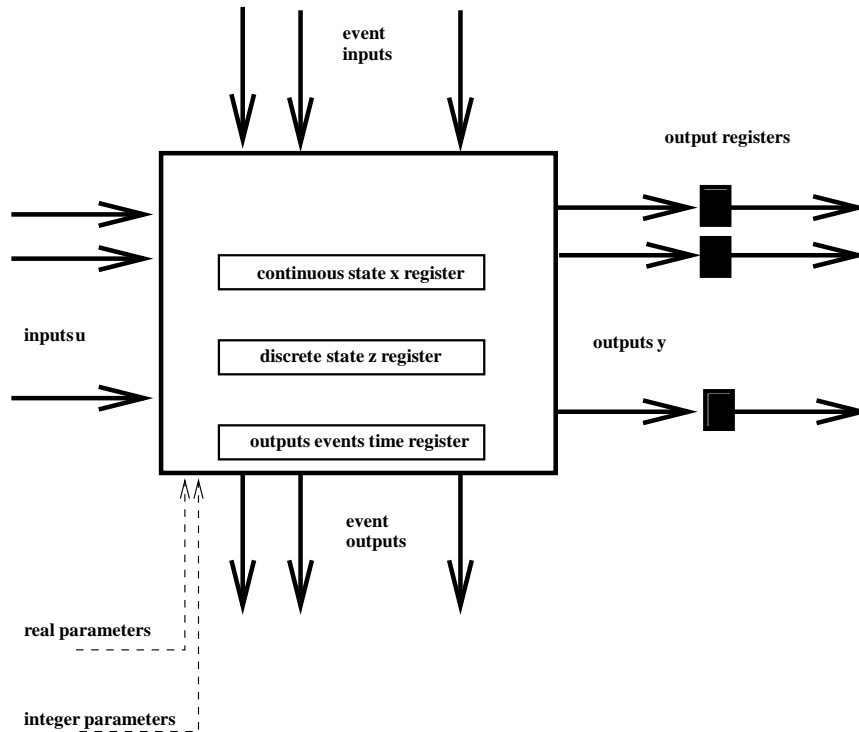 event
inputs
output registers
continuous state x register
inputs u
discrete state z register
outputs y
outputs events time register
event
outputs
real parameters
integer parameters